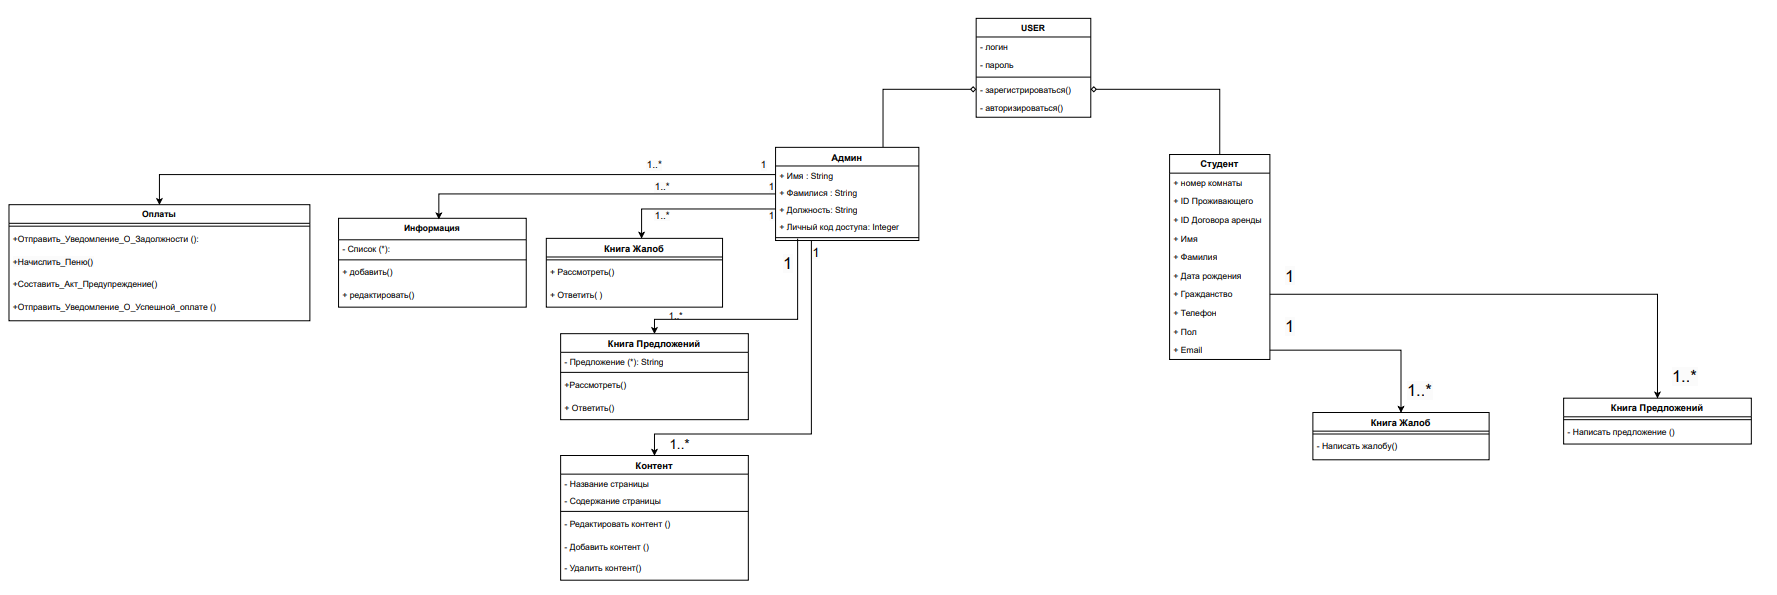 USER
- логин
- пароль
- зарегистрироваться()
- авторизироваться()
Админ
+ Имя : String
+ Фамилися : String
+ Должность: String
+ Личный код доступа: Integer
1..*
1
1..*
1
1..*
1
1
1
Оплаты
+Отправить_Уведомление_О_Задолжности ():
+Начислить_Пеню()
+Составить_Акт_Предупреждение()
+Отправить_Уведомление_О_Успешной_оплате ()
Информация
- Список (*):
+ добавить()
+ редактировать()
Книга Жалоб
+ Рассмотреть()
+ Ответить( )
1..*
Книга Предложений
- Предложение (*): String
+Рассмотреть()
+ Ответить()
1..*
Контент
- Название страницы
- Содержание страницы
- Редактировать контент ()
- Добавить контент ()
- Удалить контент()
Студент
+ номер комнаты
+ ID Проживающего
+ ID Договора аренды
+ Имя
+ Фамилия
+ Дата рождения
+ Гражданство
+ Телефон
+ Пол
+ Email
1
1
1..*
1..*
Книга Жалоб
- Написать жалобу()
Книга Предложений
- Написать предложение ()